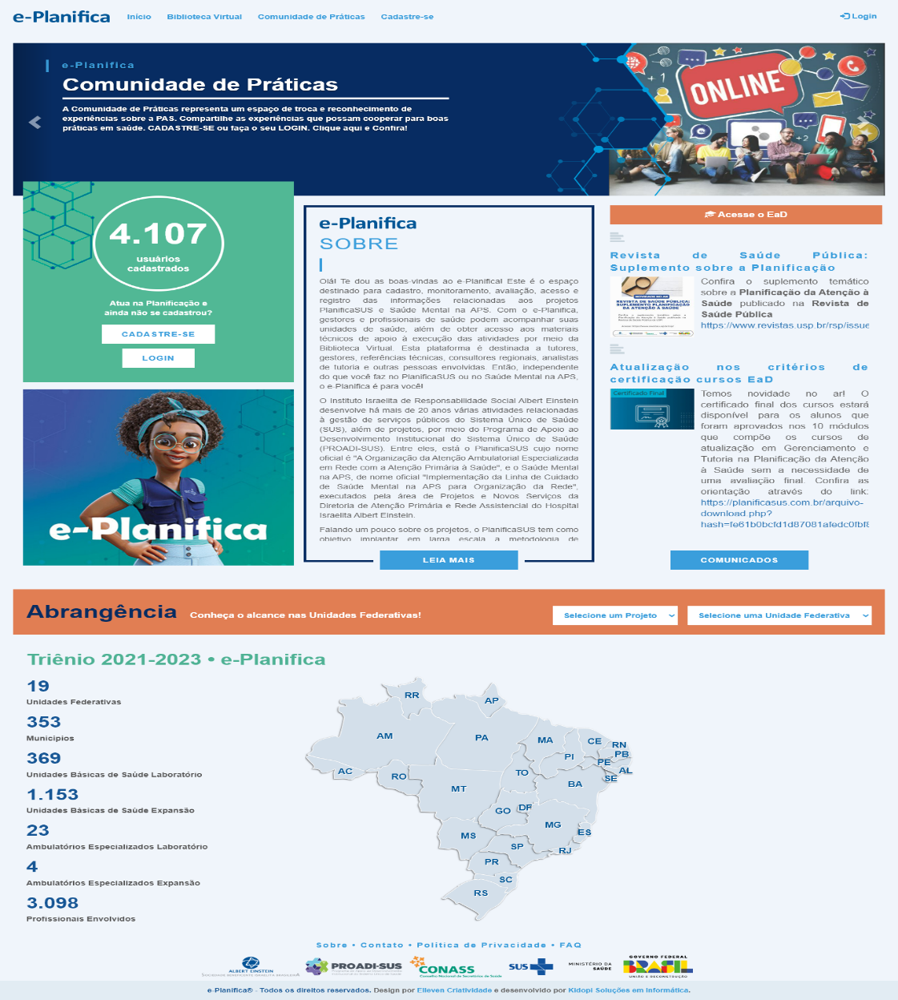 e-Planifica
Início
Biblioteca Virtual
Comunidade de Práticas
Cadastre-se
Login
e-Planifica
Comunidade de Práticas
A Comunidade de Práticas representa um espaço de troca e reconhecimento de
experiências sobre a PAS. Compartilhe as experiências que possam cooperar para boas
práticas em saúde. CADASTRE-SE ou faça o seu LOGIN. Clique aqui e Confira!
+1
ONLINE
+2
4.107
usuários
cadastrados
Atua na Planificação e
ainda não se cadastrou?
CADASTRE-SE
LOGIN
e-Planifica
e-Planifica
SOBRE
Olá! Te dou as boas-vindas ao e-Planifica! Este é o espaço
destinado para cadastro, monitoramento, avaliação, acesso e
registro das informações relacionadas aos projetos
PlanificaSUS e Saúde Mental na APS. Com o e-Planifica,
gestores e profissionais de saúde podem acompanhar suas
unidades de saúde, além de obter acesso aos materiais
técnicos de apoio à execução das atividades por meio da
Biblioteca Virtual. Esta plataforma é destinada a tutores,
gestores, referências técnicas, consultores regionais, analistas
de tutoria e outras pessoas envolvidas. Então, independente
do que você faz no PlanificaSUS ou no Saúde Mental na APS,
o e-Planifica é para você!
O Instituto Israelita de Responsabilidade Social Albert Einstein
desenvolve há mais de 20 anos várias atividades relacionadas
à gestão de serviços públicos do Sistema Único de Saúde
(SUS), além de projetos, por meio do Programa de Apoio ao
Desenvolvimento Institucional do Sistema Único de Saúde
(PROADI-SUS). Entre eles, está o PlanificaSUS cujo nome
oficial é "A Organização da Atenção Ambulatorial Especializada
em Rede com a Atenção Primária à Saúde", e o Saúde Mental
na APS, de nome oficial "Implementação da Linha de Cuidado
de Saúde Mental na APS para Organização da Rede",
executados pela área de Projetos e Novos Serviços da
Diretoria de Atenção Primária e Rede Assistencial do Hospital
Israelita Albert Einstein.
Falando um pouco sobre os projetos, o PlanificaSUS tem como
objetivo implantar em larga escala a metodologia de
LEIA MAIS
Acesse o EaD
Revista de Saúde Pública:
Suplemento sobre a Planificação
NOVIDADE NO AR
REVISTA DE SAÚDE PÚBLICA:
SUPLEMENTO PLANIFICAÇÃO
DA ATENÇÃO À SAÚDE
Confira o suplemento temático
sobre a Planificação da Atenção à
Saúde publicado na Revista de
Saúde Pública
https://www.revistas.usp.br/rsp/issue
Atualização nos critérios de
certificação cursos EaD
Certificado Final
Temos novidade no ar! O
certificado final dos cursos estará
disponível para os alunos que
foram aprovados nos 10 módulos
que compõe os cursos de
atualização em Gerenciamento e
Tutoria na Planificação da Atenção
à Saúde sem a necessidade de
uma avaliação final. Confira as
orientação através do link:
https://planificasus.com.br/arquivo-
download.php?
hash=fe61b0bcfd1d87081afedc0fbf8
COMUNICADOS
Abrangência
Conheça o alcance nas Unidades Federativas!
Selecione um Projeto
Selecione uma Unidade Federativa
Triênio 2021-2023 • e-Planifica
19
Unidades Federativas
353
Municípios
369
Unidades Básicas de Saúde Laboratório
1.153
Unidades Básicas de Saúde Expansão
23
Ambulatórios Especializados Laboratório
4
Ambulatórios Especializados Expansão
3.098
Profissionais Envolvidos
RR
AP
AM
PA
MA
CE
RN
PB
PI
PE
AL
AC
RO
TO
SE
MT
BA
GO
DF
MG
ES
MS
SP
RJ
PR
SC
RS
Sobre • Contato • Política de Privacidade • FAQ
ALBERT EINSTEIN
SOCIEDADE BENEFICENTE ISRAELITA BRASILEIRA
PROADI-SUS
CONASS
Conselho Nacional de Secretários de Saúde
SUS
MINISTÉRIO DA
SAÚDE
GOVERNO FEDERAL
BRASIL
UNIÃO E RECONSTRUÇÃO
e-Planifica® - Todos os direitos reservados. Design por Elleven Criatividade e desenvolvido por Kidopi Soluções em Informática.